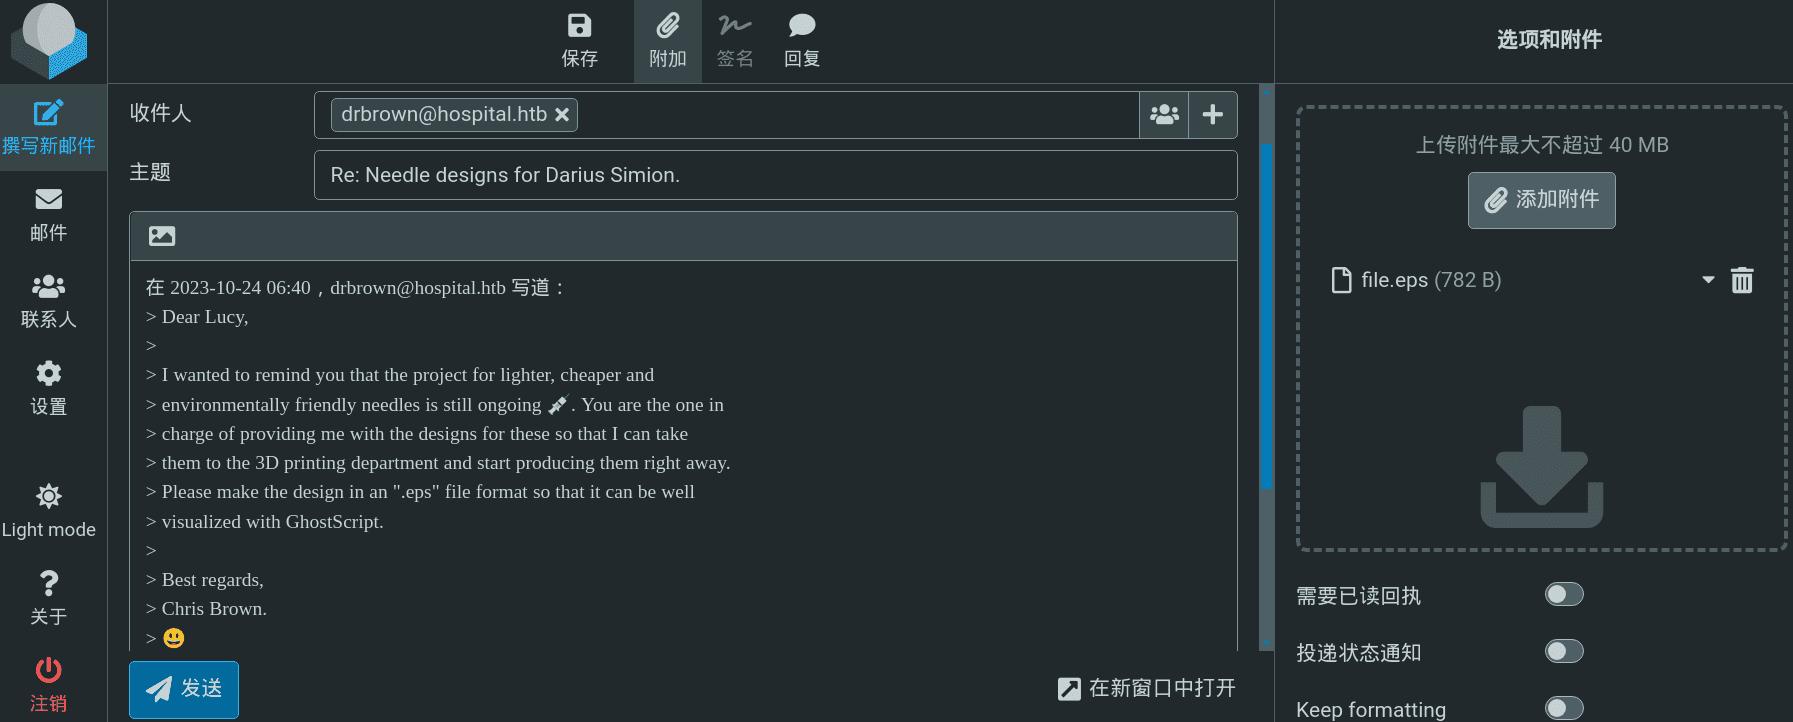 保存
附加
签名
回复
选项和附件
撰写新邮件
邮件
联系人
设置
Light mode
关于
注销
收件人
drbrown@hospital.htb
主题
Re: Needle designs for Darius Simion.
在 2023-10-24 06:40，drbrown@hospital.htb 写道：
> Dear Lucy,
>
> I wanted to remind you that the project for lighter, cheaper and
> environmentally friendly needles is still ongoing 💉. You are the one in
> charge of providing me with the designs for these so that I can take
> them to the 3D printing department and start producing them right away.
> Please make the design in an ".eps" file format so that it can be well
> visualized with GhostScript.
>
> Best regards,
> Chris Brown.
> 😃
发送
在新窗口中打开
上传附件最大不超过 40 MB
添加附件
file.eps (782 B)
需要已读回执
投递状态通知
Keep formatting